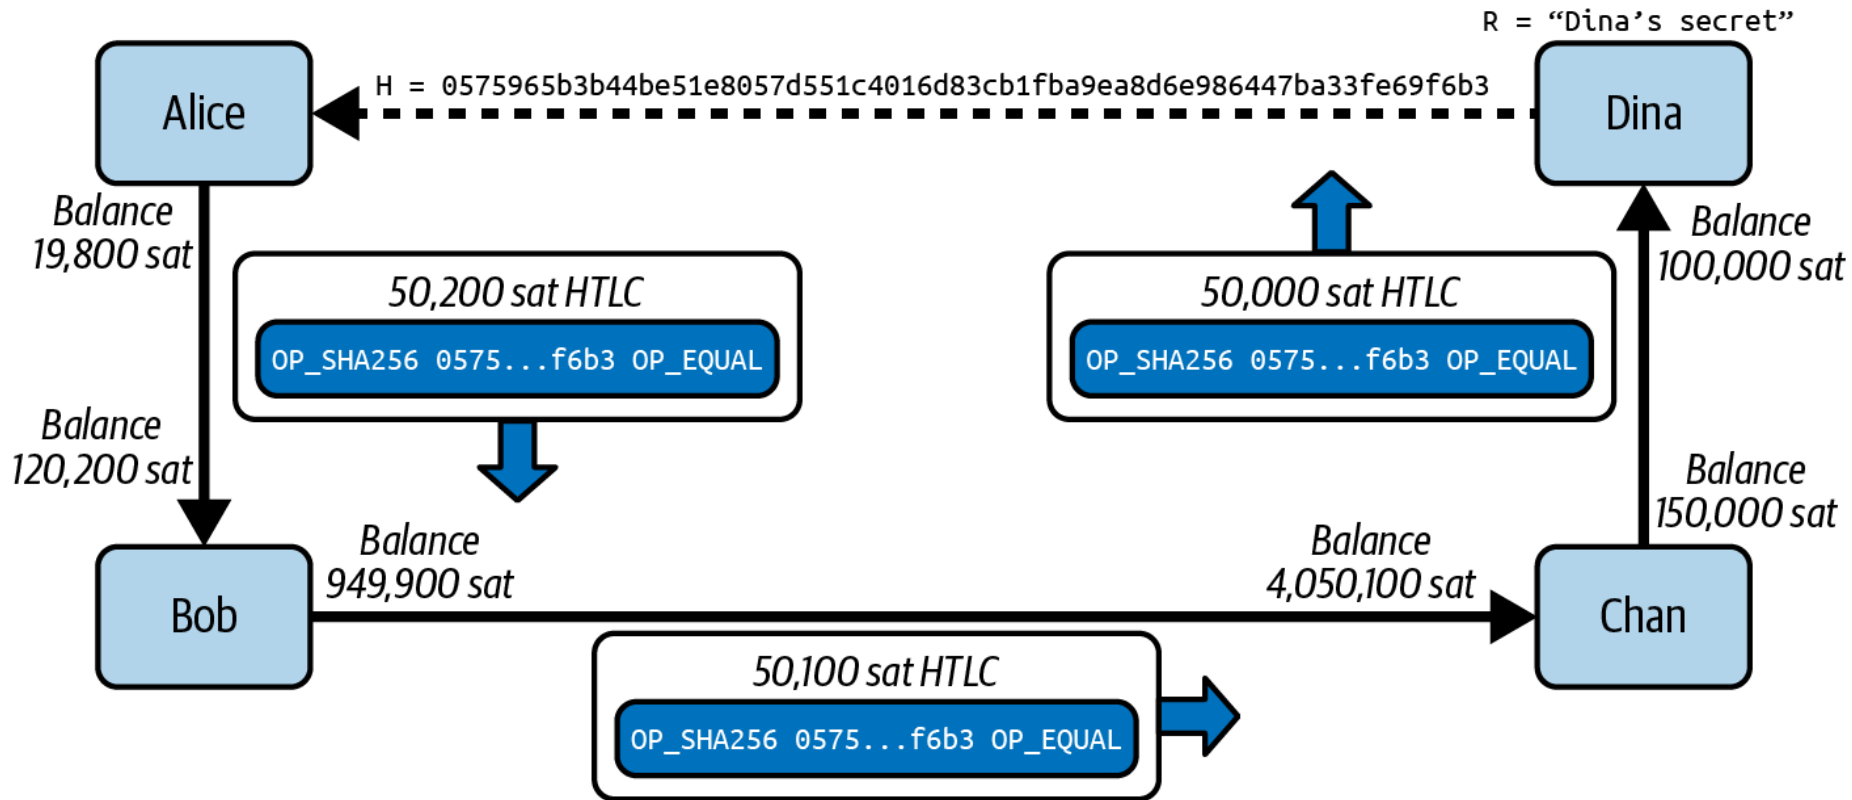 R = “Dina’s secret”
Alice
H = 0575965b3b44be51e8057d551c4016d83cb1fba9ea8d6e986447ba33fe69f6b3
Dina
Balance
19,800 sat
50,200 sat HTLC
OP_SHA256 0575...f6b3 OP_EQUAL
50,000 sat HTLC
OP_SHA256 0575...f6b3 OP_EQUAL
Balance
100,000 sat
Balance
120,200 sat
Balance
150,000 sat
Bob
Balance
949,900 sat
Balance
4,050,100 sat
Chan
50,100 sat HTLC
OP_SHA256 0575...f6b3 OP_EQUAL